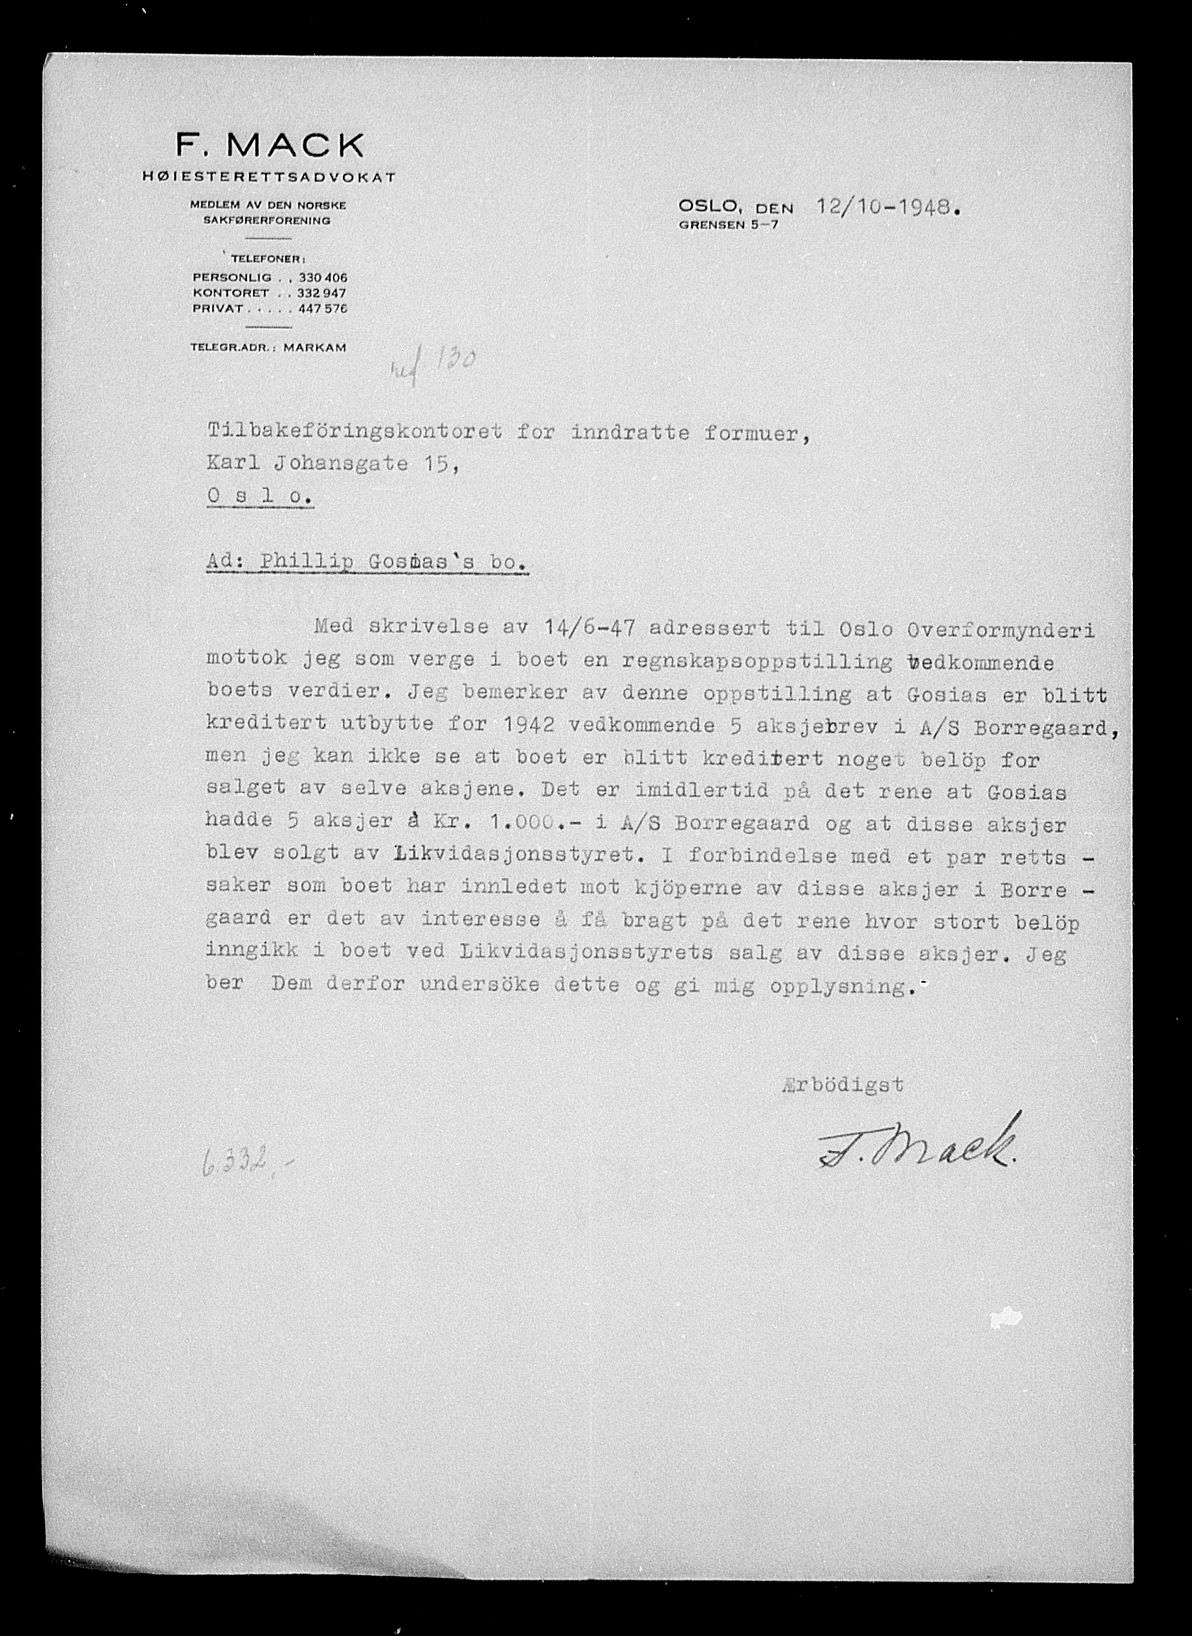 F. MACK
HØIESTERETTSADVOKAT
MEDLEM AV DEN NORSKE
SAKFØRERFORENING
TELEFONER:
PERSONLIG . . 330406
KONTORET . . 332947
PRIVAT . . . . . 447576
TELEGR.ADR.: MARKAM
OSLO, DEN 12/10-1948.
GRENSEN 5-7
130
Tilbakeföringskontoret for inndratte formuer,
Karl Johansgate 15,
O s l o.
Ad: Phillip Gosias's bo.
Med skrivelse av 14/6-47 adressert til Oslo Overformynderi
mottok jeg som verge i boet en regnskapsoppstilling vedkommende
boets verdier. Jeg bemerker av denne oppstilling at Gosias er blitt
kreditert utbytte for 1942 vedkommende 5 aksjebrev i A/S Borregaard,
men jeg kan ikke se at boet er blitt kreditert noget belöp for
salget av selve aksjene. Det er imidlertid på det rene at Gosias
hadde 5 aksjer à Kr. 1.000.- i A/S Borregaard og at disse aksjer
blev solgt av Likvidasjonsstyret. I forbindelse med et par retts -
saker som boet har innledet mot kjöperne av disse aksjer i Borre -
gaard er det av interesse å få bragt på det rene hvor stort belöp
inngikk i boet ved Likvidasjonsstyrets salg av disse aksjer. Jeg
ber Dem derfor undersöke dette og gi mig opplysning.-
Ærbödigst
F. Mack.
6.332,-